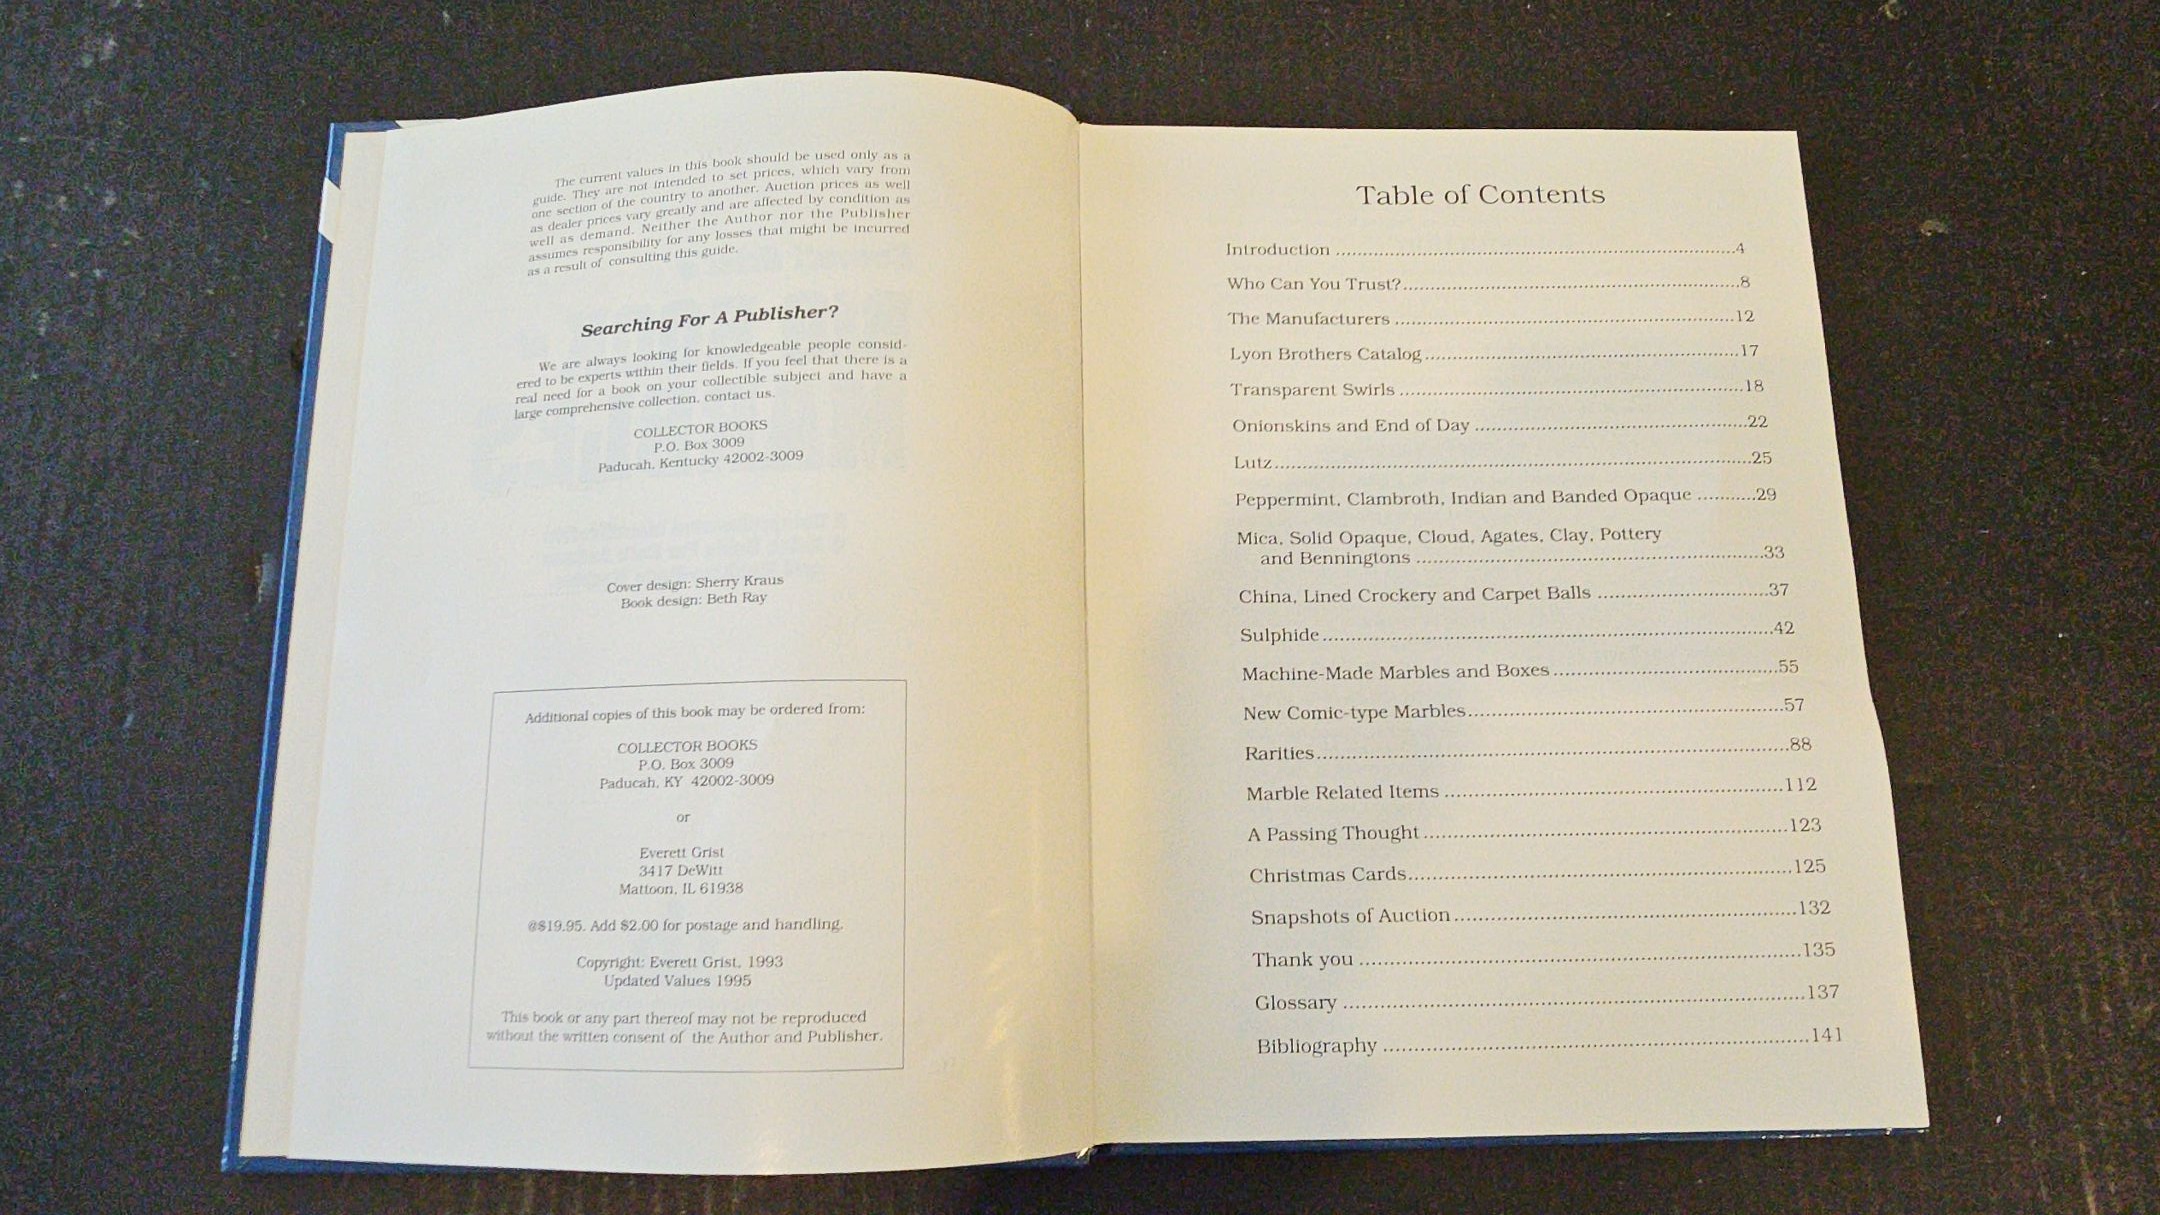 The current values in this book should be used only as a
guide. They are not intended to set prices, which vary from
one section of the country to another. Auction prices as well
as dealer prices vary greatly and are affected by condition as
well as demand. Neither the Author nor the Publisher
assumes responsibility for any losses that might be incurred
as a result of consulting this guide.
Searching For A Publisher?
We are always looking for knowledgeable people consid-
ered to be experts within their fields. If you feel that there is a
real need for a book on your collectible subject and have a
large comprehensive collection, contact us.
COLLECTOR BOOKS
P.O. Box 3009
Paducah, Kentucky 42002-3009
Cover design: Sherry Kraus
Book design: Beth Ray
Additional copies of this book may be ordered from:
COLLECTOR BOOKS
P.O. Box 3009
Paducah, KY 42002-3009
or
Everett Grist
3417 DeWitt
Mattoon, IL 61938
@$19.95. Add $2.00 for postage and handling.
Copyright: Everett Grist, 1993
Updated Values 1995
This book or any part thereof may not be reproduced
without the written consent of the Author and Publisher.
Table of Contents
Introduction ..........4
Who Can You Trust?..........8
The Manufacturers ..........12
Lyon Brothers Catalog..........17
Transparent Swirls ..........18
Onionskins and End of Day ..........22
Lutz..........25
Peppermint, Clambroth, Indian and Banded Opaque ..........29
Mica, Solid Opaque, Cloud, Agates, Clay, Pottery
and Benningtons ..........33
China, Lined Crockery and Carpet Balls ..........37
Sulphide..........42
Machine-Made Marbles and Boxes..........55
New Comic-type Marbles..........57
Rarities..........88
Marble Related Items ..........112
A Passing Thought..........123
Christmas Cards..........125
Snapshots of Auction..........132
Thank you ..........135
Glossary ..........137
Bibliography ..........141